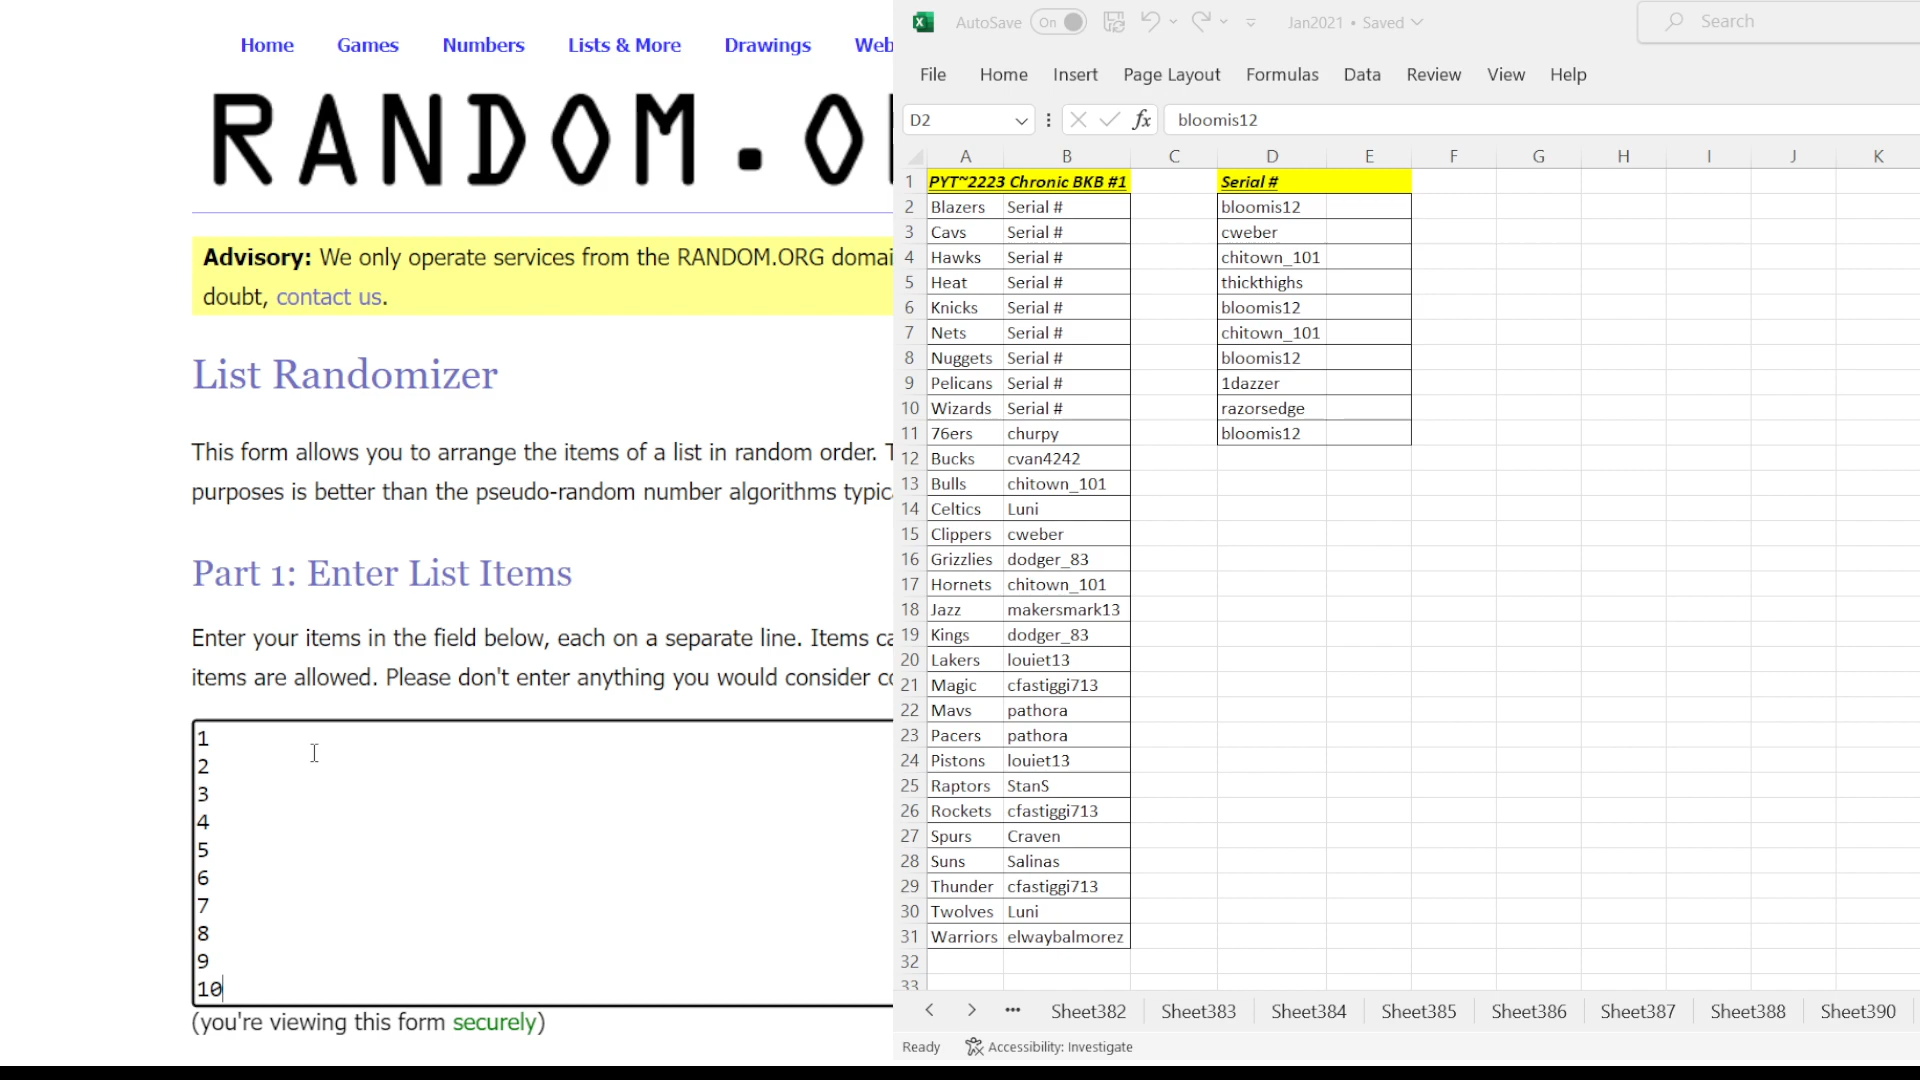 Home Games Numbers Lists & More Drawings Web
RANDOM.O
Advisory: We only operate services from the RANDOM.ORG domai
doubt, contact us.
List Randomizer
This form allows you to arrange the items of a list in random order. T
purposes is better than the pseudo-random number algorithms typic
Part 1: Enter List Items
Enter your items in the field below, each on a separate line. Items ca
items are allowed. Please don't enter anything you would consider co
1
2
3
4
5
6
7
8
9
10
(you're viewing this form securely)
AutoSave On Jan2021 • Saved Search
File Home Insert Page Layout Formulas Data Review View Help
D2 fx bloomis12
A B C D E F G H I J K
1 PYT~2223 Chronic BKB #1 Serial #
2 Blazers Serial # bloomis12
3 Cavs Serial # cweber
4 Hawks Serial # chitown_101
5 Heat Serial # thickthighs
6 Knicks Serial # bloomis12
7 Nets Serial # chitown_101
8 Nuggets Serial # bloomis12
9 Pelicans Serial # 1dazzer
10 Wizards Serial # razorsedge
11 76ers churpy bloomis12
12 Bucks cvan4242
13 Bulls chitown_101
14 Celtics Luni
15 Clippers cweber
16 Grizzlies dodger_83
17 Hornets chitown_101
18 Jazz makersmark13
19 Kings dodger_83
20 Lakers louiet13
21 Magic cfastiggi713
22 Mavs pathora
23 Pacers pathora
24 Pistons louiet13
25 Raptors StanS
26 Rockets cfastiggi713
27 Spurs Craven
28 Suns Salinas
29 Thunder cfastiggi713
30 Twolves Luni
31 Warriors elwaybalmorez
32
33
Sheet382 Sheet383 Sheet384 Sheet385 Sheet386 Sheet387 Sheet388 Sheet390
Ready Accessibility: Investigate